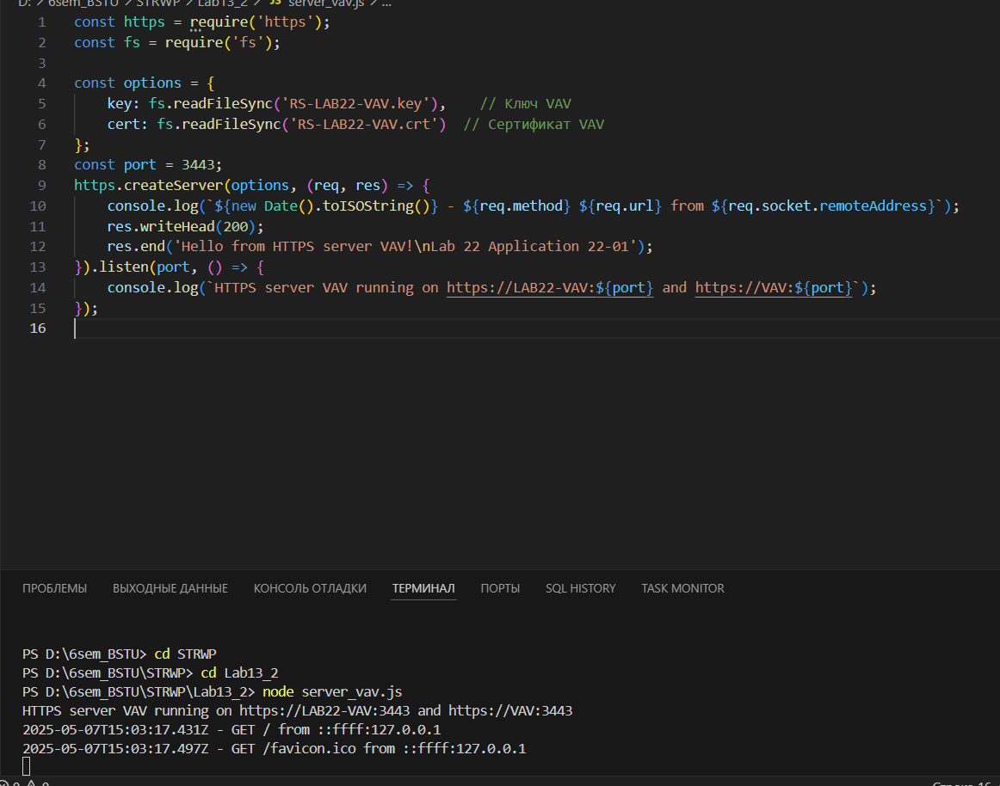 D: > 6sem_BSTU > STRWP > Lab13_2 > JS server_vav.js > ...
1 const https = require('https');
2 const fs = require('fs');
3
4 const options = {
5 key: fs.readFileSync('RS-LAB22-VAV.key'), // Ключ VAV
6 cert: fs.readFileSync('RS-LAB22-VAV.crt') // Сертификат VAV
7 };
8 const port = 3443;
9 https.createServer(options, (req, res) => {
10 console.log(`${new Date().toISOString()} - ${req.method} ${req.url} from ${req.socket.remoteAddress}`);
11 res.writeHead(200);
12 res.end('Hello from HTTPS server VAV!\nLab 22 Application 22-01');
13 }).listen(port, () => {
14 console.log(`HTTPS server VAV running on https://LAB22-VAV:${port} and https://VAV:${port}`);
15 });
16
ПРОБЛЕМЫ ВЫХОДНЫЕ ДАННЫЕ КОНСОЛЬ ОТЛАДКИ ТЕРМИНАЛ ПОРТЫ SQL HISTORY TASK MONITOR
PS D:\6sem_BSTU> cd STRWP
PS D:\6sem_BSTU\STRWP> cd Lab13_2
PS D:\6sem_BSTU\STRWP\Lab13_2> node server_vav.js
HTTPS server VAV running on https://LAB22-VAV:3443 and https://VAV:3443
2025-05-07T15:03:17.431Z - GET / from ::ffff:127.0.0.1
2025-05-07T15:03:17.497Z - GET /favicon.ico from ::ffff:127.0.0.1